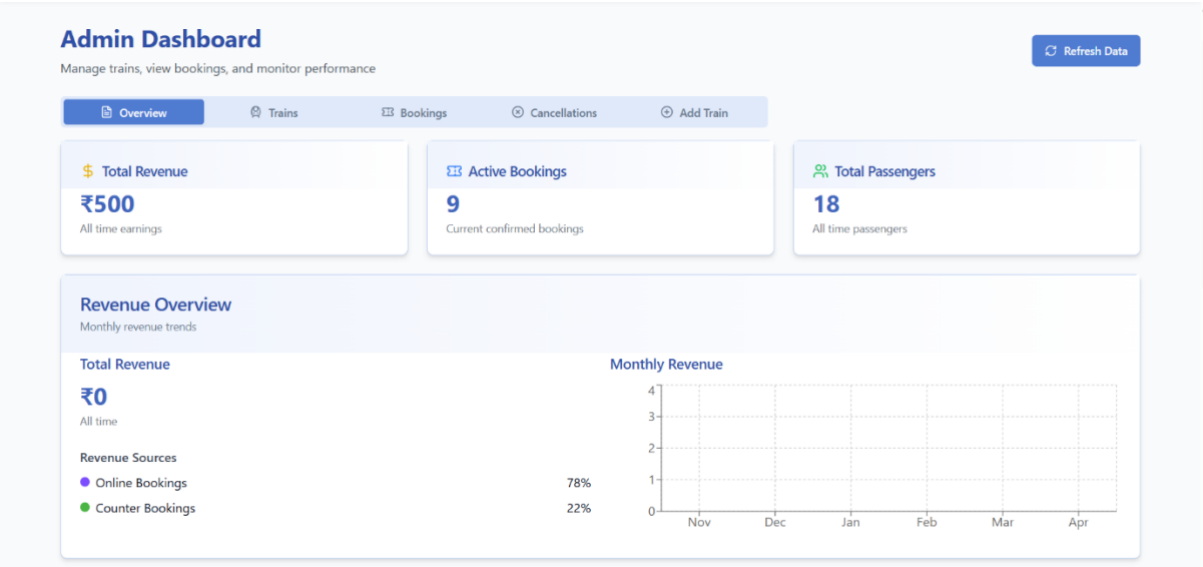 Admin Dashboard
Manage trains, view bookings, and monitor performance
Refresh Data
Overview
Trains
Bookings
Cancellations
Add Train
Total Revenue
₹500
All time earnings
Active Bookings
9
Current confirmed bookings
Total Passengers
18
All time passengers
Revenue Overview
Monthly revenue trends
Total Revenue
₹0
All time
Revenue Sources
Online Bookings 78%
Counter Bookings 22%
Monthly Revenue
4
3
2
1
0
Nov Dec Jan Feb Mar Apr